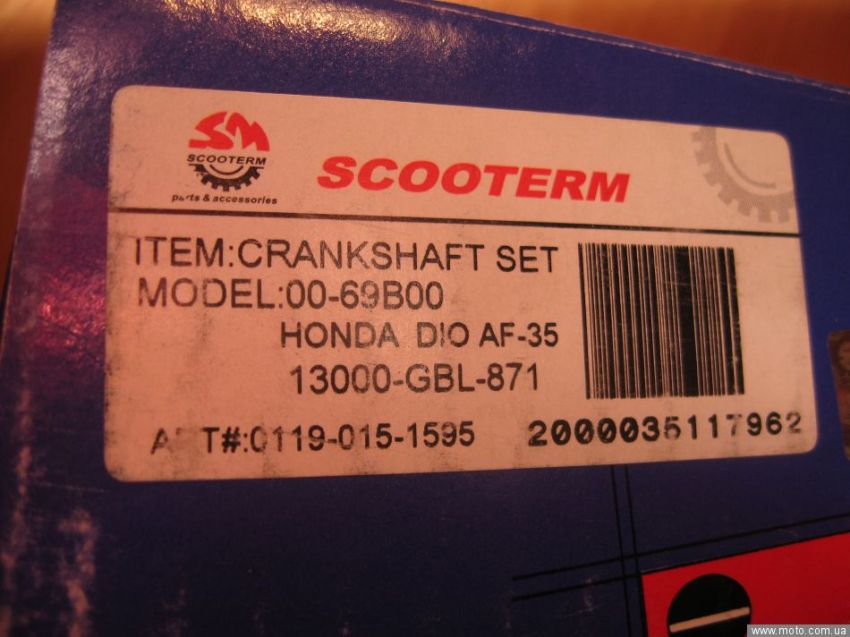 SM
SCOOTERM
parts & accessories
SCOOTERM
ITEM:CRANKSHAFT SET
MODEL:00-69B00
HONDA DIO AF-35
13000-GBL-871
ART#:0119-015-1595
2000035117962
www.moto.com.ua